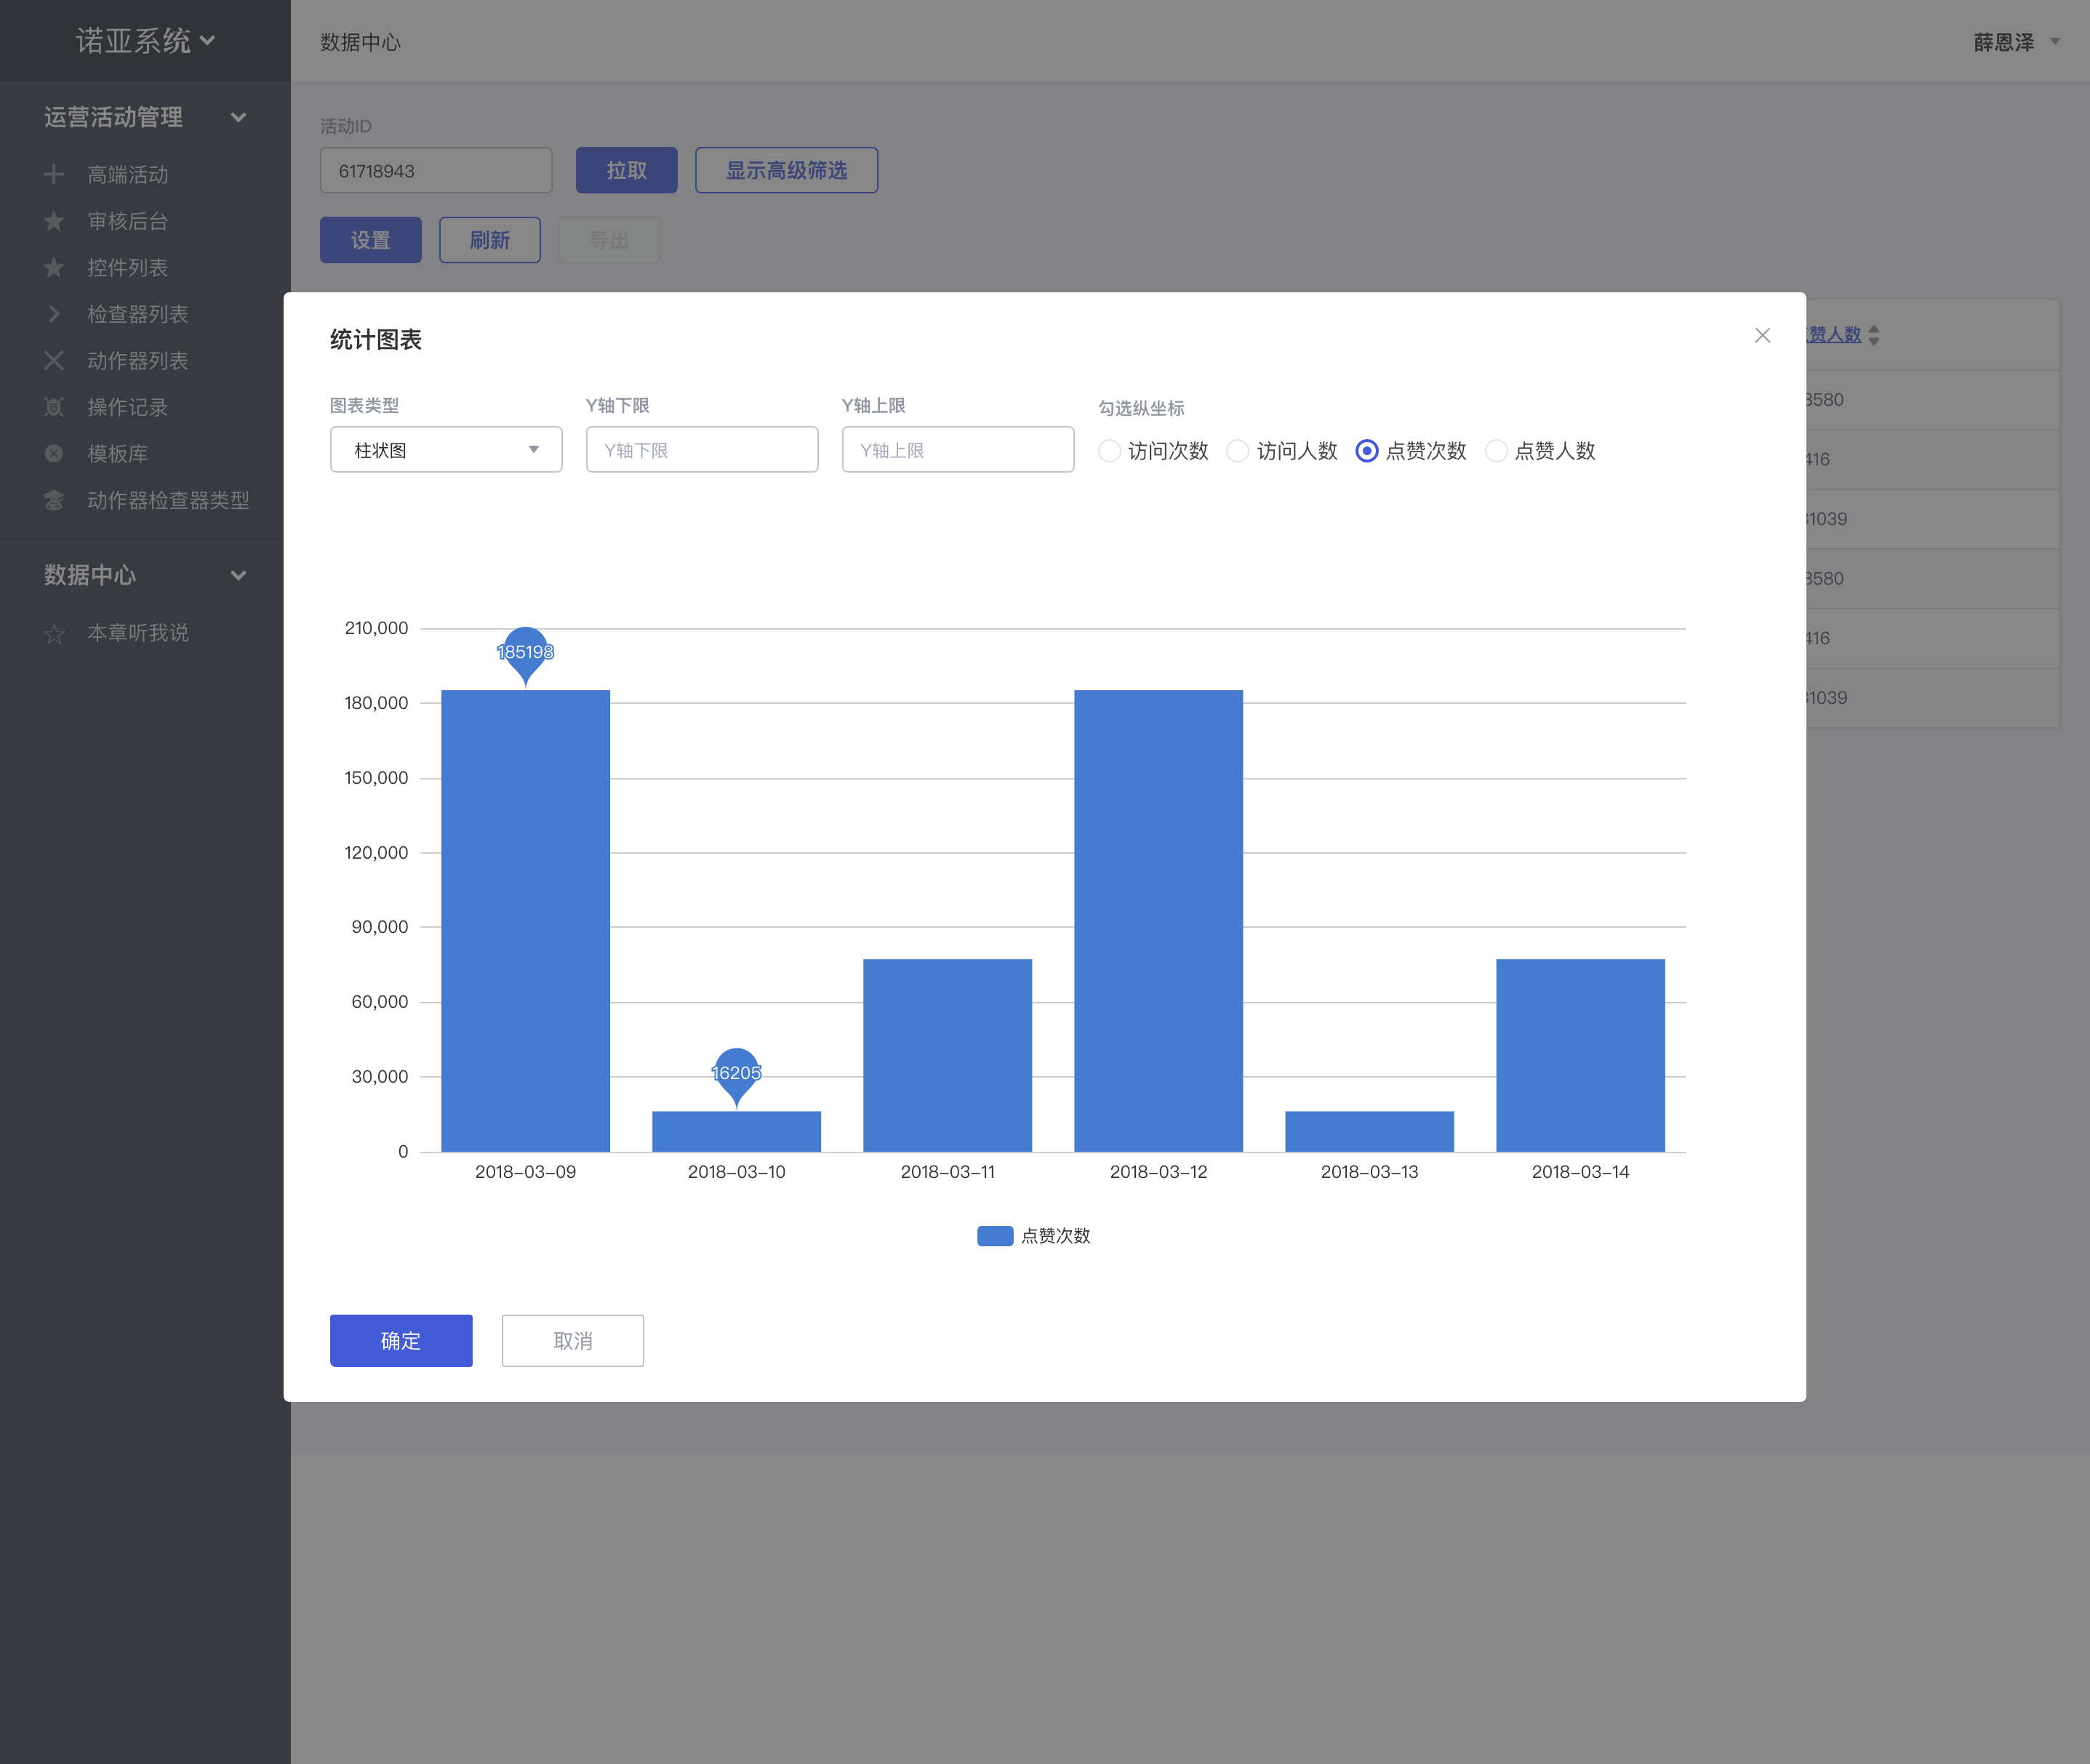 诺亚系统
数据中心
薛恩泽
运营活动管理
高端活动
审核后台
控件列表
检查器列表
动作器列表
操作记录
模板库
动作器检查器类型
数据中心
本章听我说
活动ID
61718943
拉取
显示高级筛选
设置
刷新
导出
赞人数
3580
416
31039
3580
416
31039
统计图表
图表类型
Y轴下限
Y轴上限
勾选纵坐标
柱状图
Y轴下限
Y轴上限
访问次数
访问人数
点赞次数
点赞人数
210,000
180,000
150,000
120,000
90,000
60,000
30,000
0
185198
16205
2018-03-09
2018-03-10
2018-03-11
2018-03-12
2018-03-13
2018-03-14
点赞次数
确定
取消